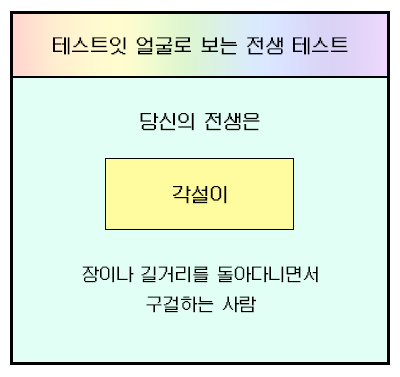 테스트잇 얼굴로 보는 전생 테스트
당신의 전생은
각설이
장이나 길거리를 돌아다니면서
구걸하는 사람